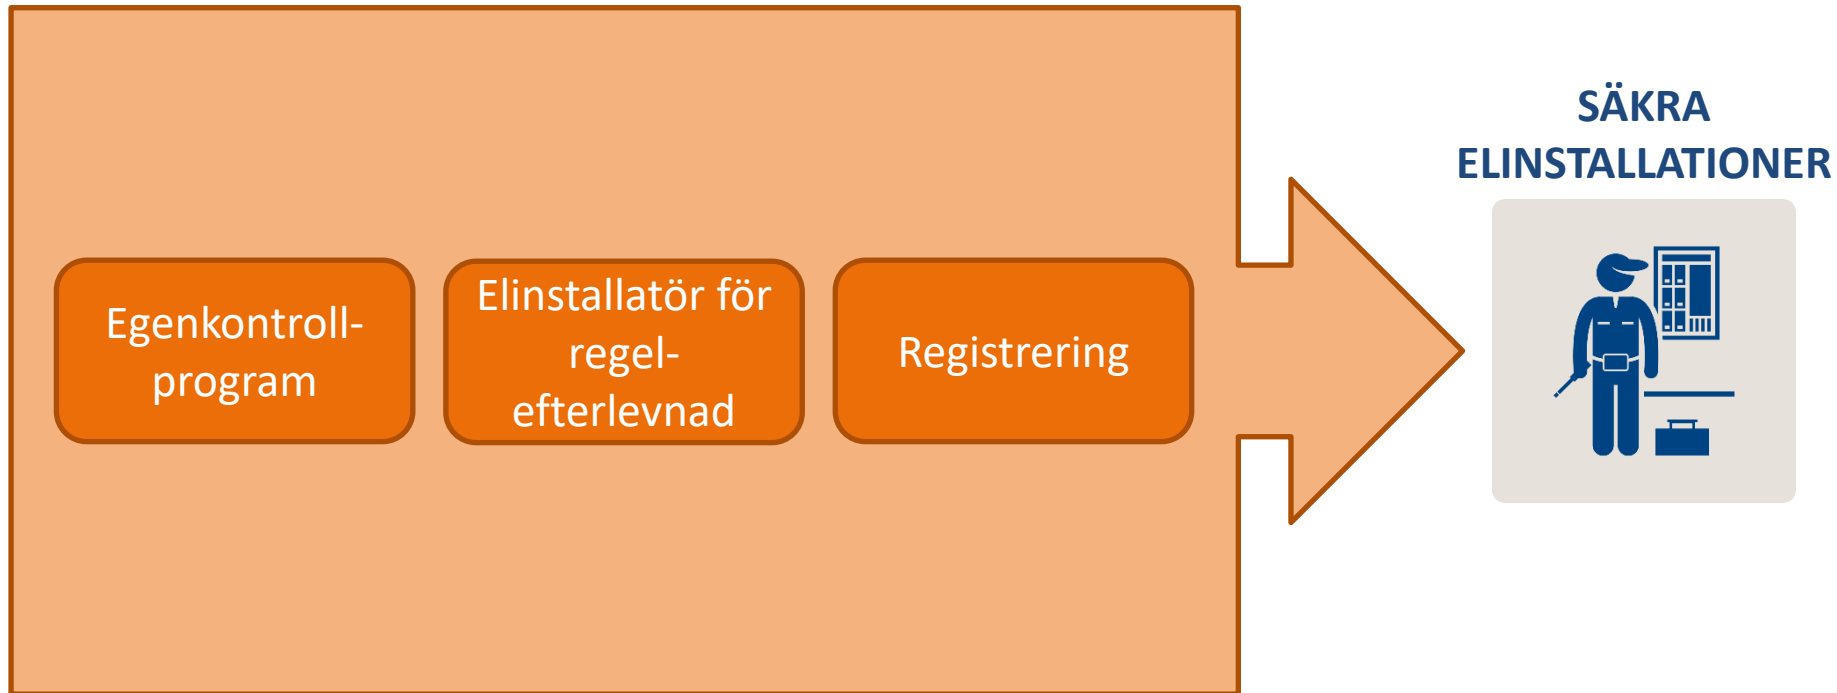 SÄKRA
ELINSTALLATIONER
Egenkontroll-
program
Elinstallatör för
regel-
efterlevnad
Registrering